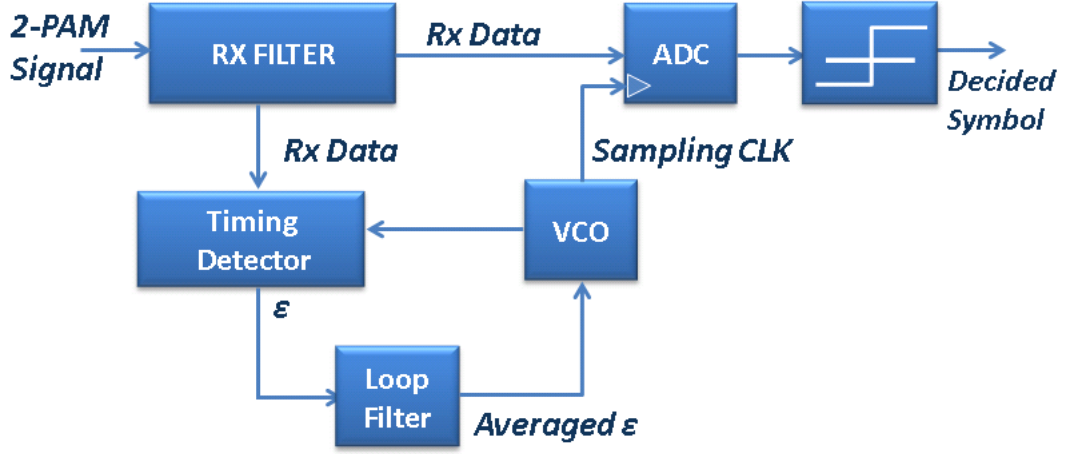 2-PAM
Signal
RX FILTER
Rx Data
ADC
Decided
Symbol
Rx Data
Sampling CLK
Timing
Detector
VCO
ε
Loop
Filter
Averaged ε